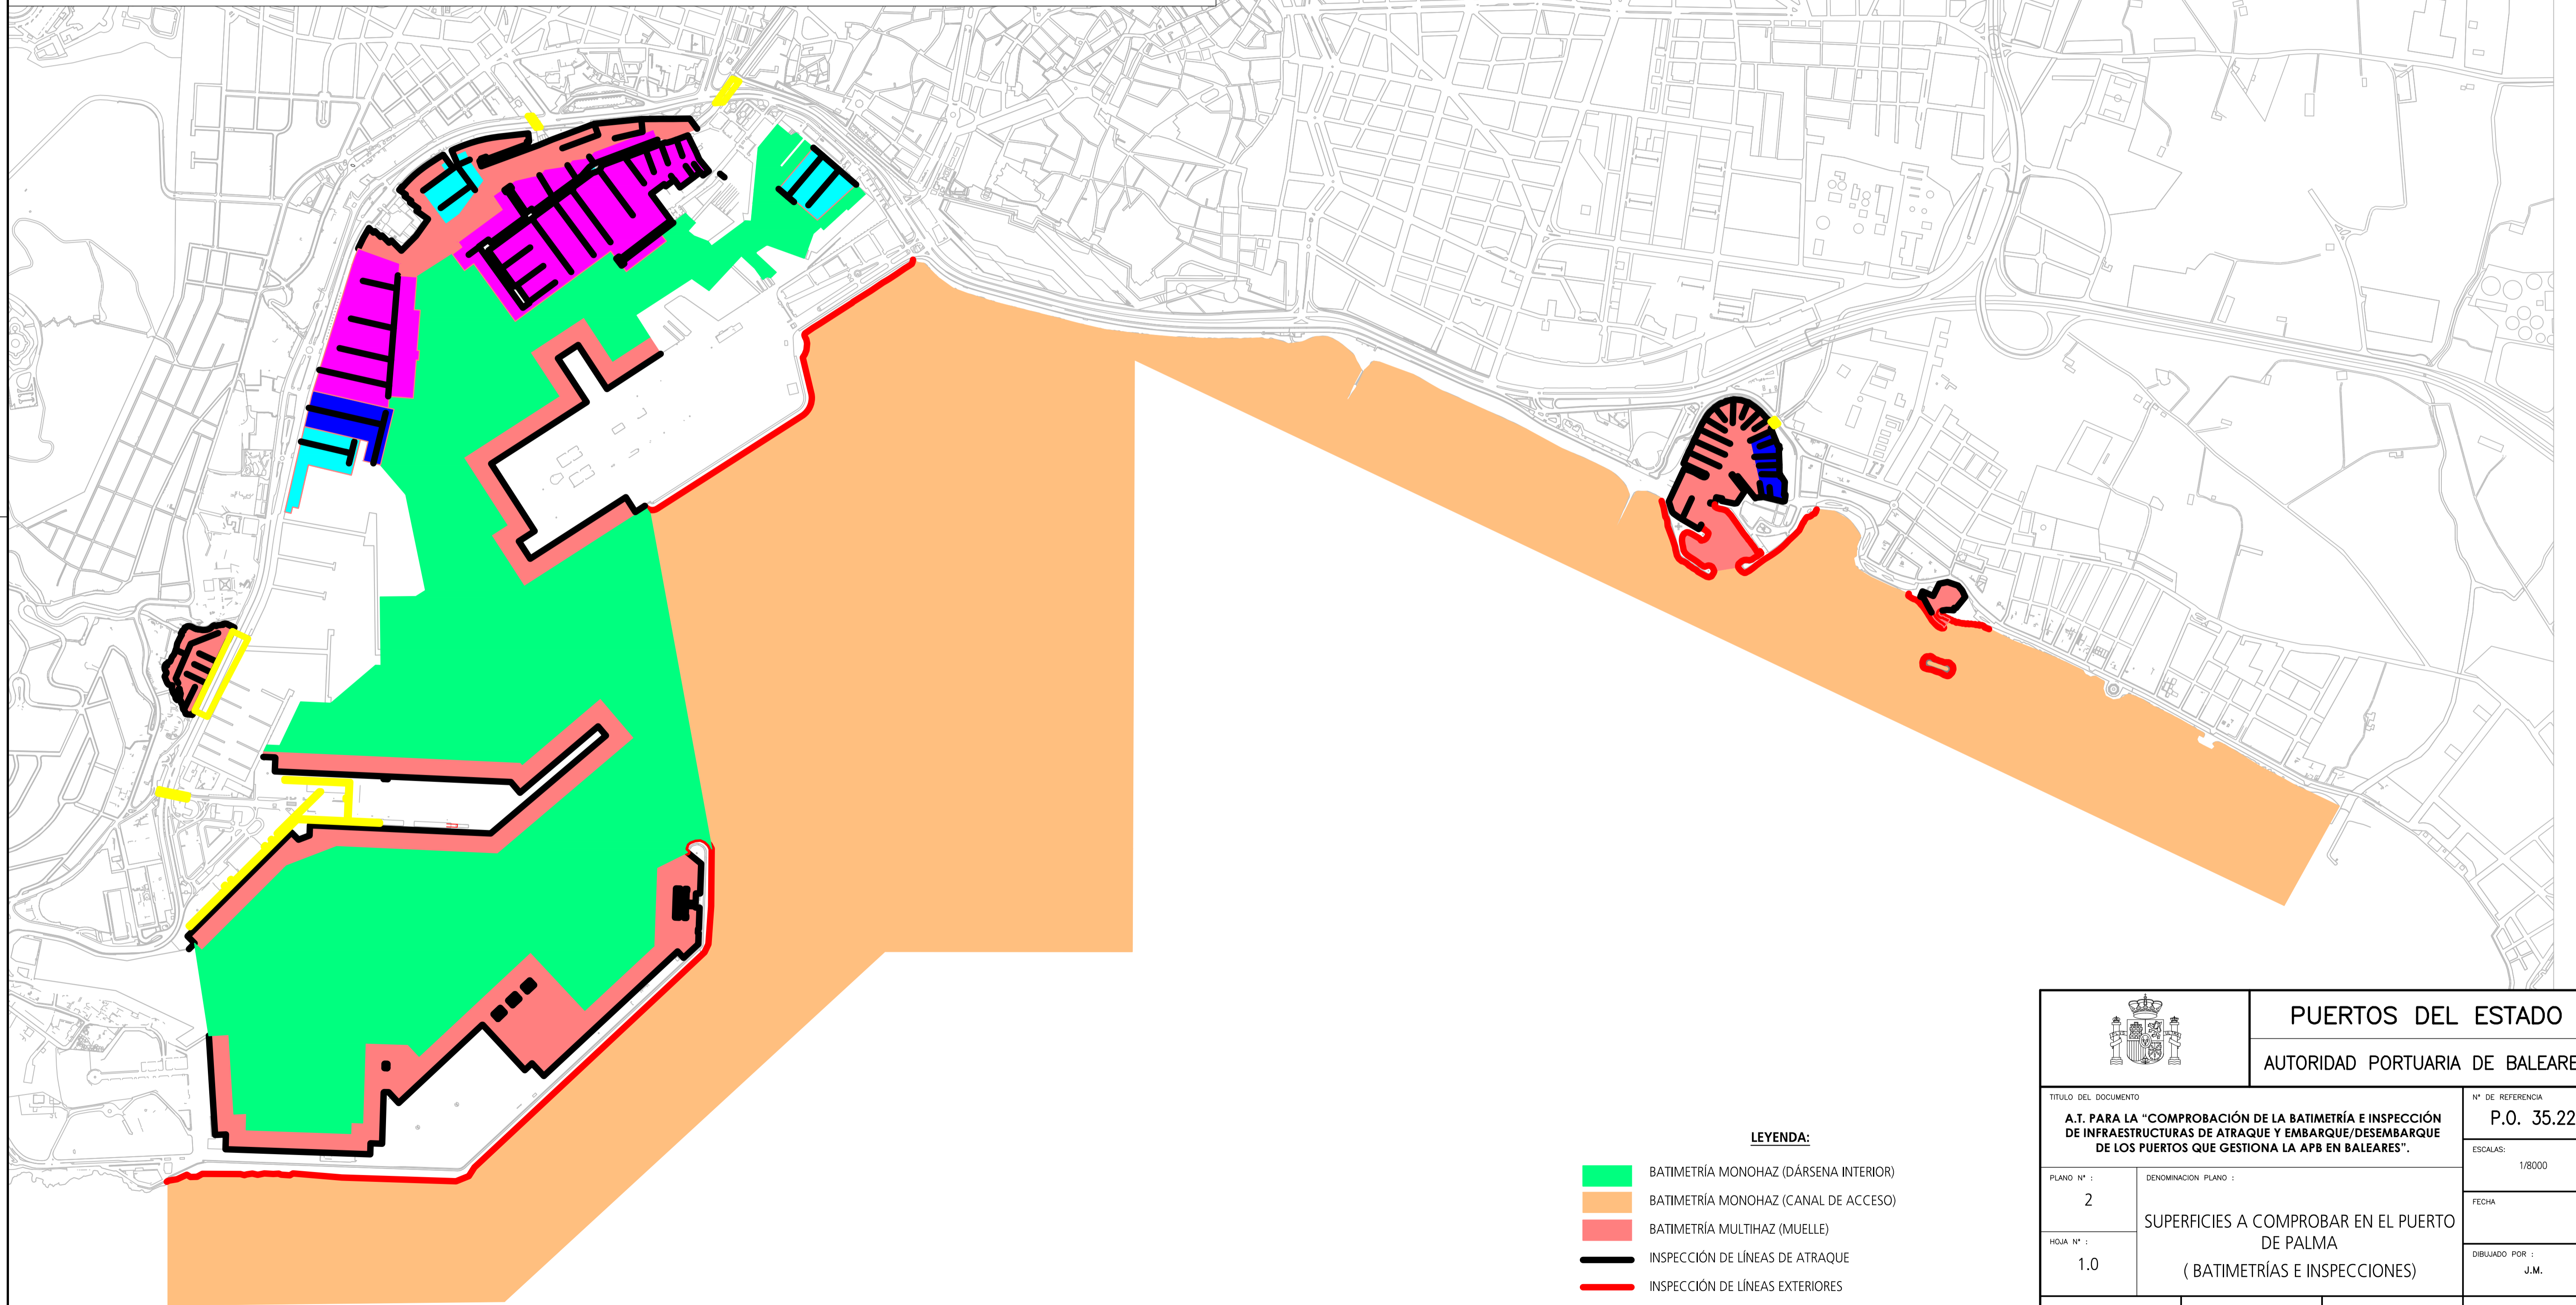 LEYENDA:
BATIMETRÍA MONOHAZ (DÁRSENA INTERIOR)
BATIMETRÍA MONOHAZ (CANAL DE ACCESO)
BATIMETRÍA MULTIHAZ (MUELLE)
INSPECCIÓN DE LÍNEAS DE ATRAQUE
INSPECCIÓN DE LÍNEAS EXTERIORES
PUERTOS DEL ESTADO
AUTORIDAD PORTUARIA DE BALEARE
TITULO DEL DOCUMENTO
A.T. PARA LA “COMPROBACIÓN DE LA BATIMETRÍA E INSPECCIÓN
DE INFRAESTRUCTURAS DE ATRAQUE Y EMBARQUE/DESEMBARQUE
DE LOS PUERTOS QUE GESTIONA LA APB EN BALEARES”.
Nº DE REFERENCIA
P.O. 35.22
ESCALAS:
1/8000
PLANO Nº :
2
DENOMINACION PLANO :
SUPERFICIES A COMPROBAR EN EL PUERTO
DE PALMA
( BATIMETRÍAS E INSPECCIONES)
FECHA
HOJA Nº :
1.0
DIBUJADO POR :
J.M.